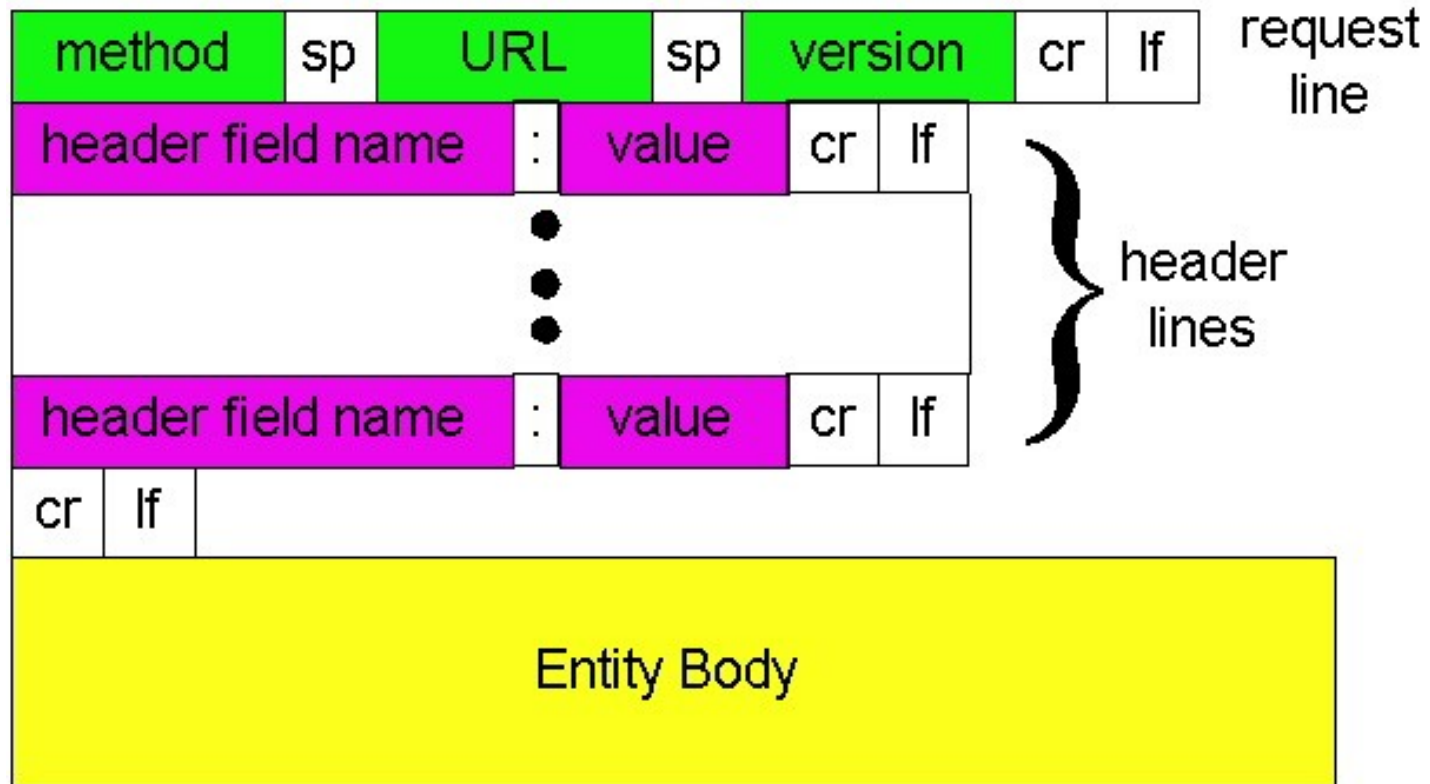 method sp URL sp version cr lf
request
line
header field name : value cr lf
header
lines
header field name : value cr lf
cr lf
Entity Body